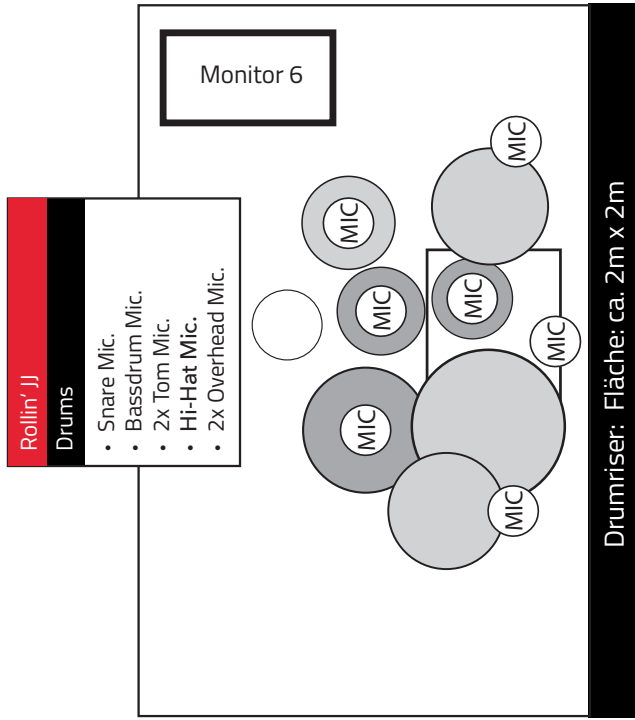 Rollin' JJ
Drums
• Snare Mic.
• Bassdrum Mic.
• 2x Tom Mic.
• Hi-Hat Mic.
• 2x Overhead Mic.
Monitor 6
MIC
MIC
MIC
MIC
MIC
MIC
MIC
Drumriser: Fläche: ca. 2m x 2m